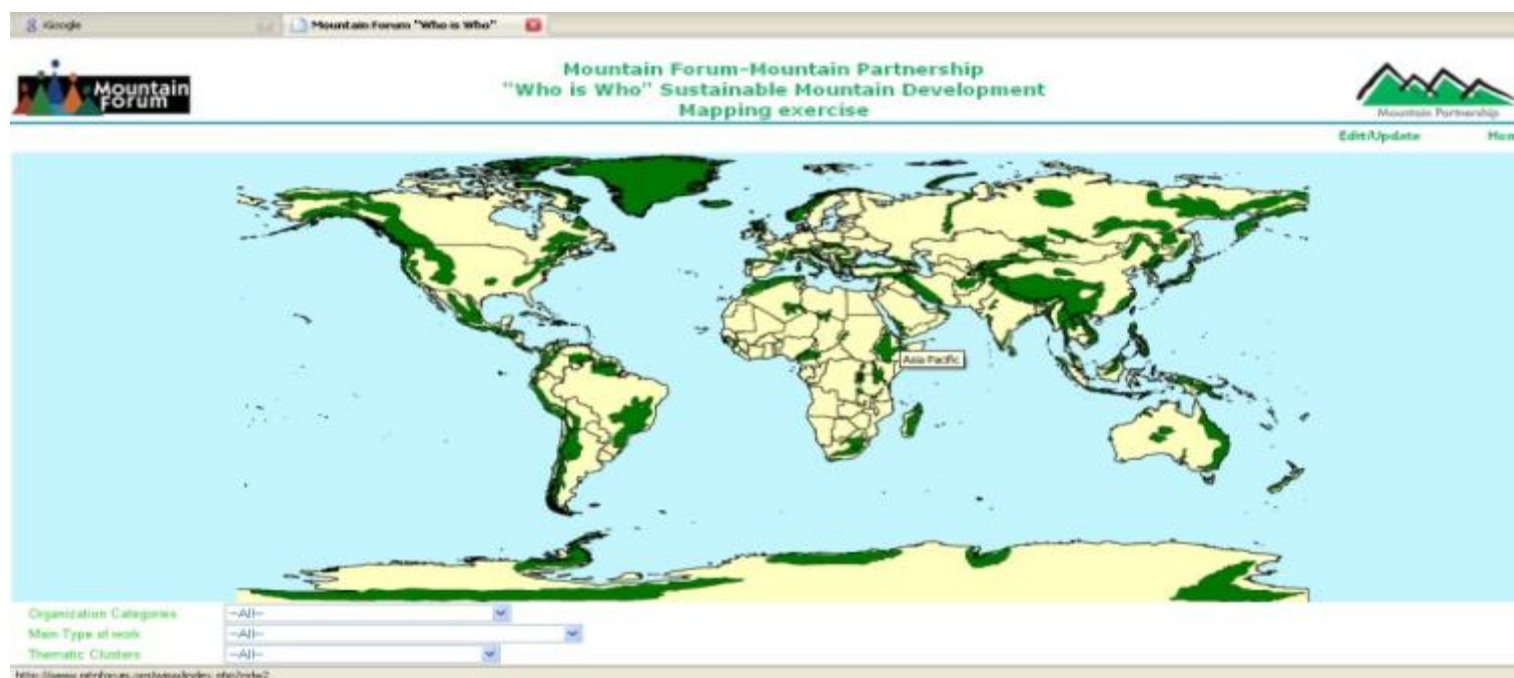 iGoogle
Mountain Forum "Who is Who"
Mountain Forum
Mountain Forum-Mountain Partnership
"Who is Who" Sustainable Mountain Development
Mapping exercise
Mountain Partnership
Edit/Update
Asia Pacific
Organization Categories
--All--
Main Type of work
--All--
Thematic Clusters
--All--